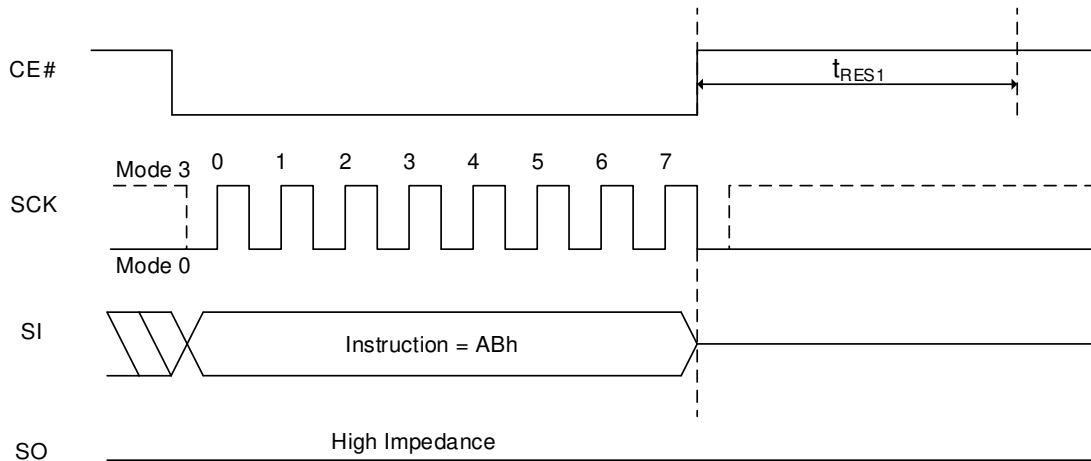 CE#
tRES1
Mode 3
0 1 2 3 4 5 6 7
SCK
Mode 0
SI
Instruction = ABh
High Impedance
SO